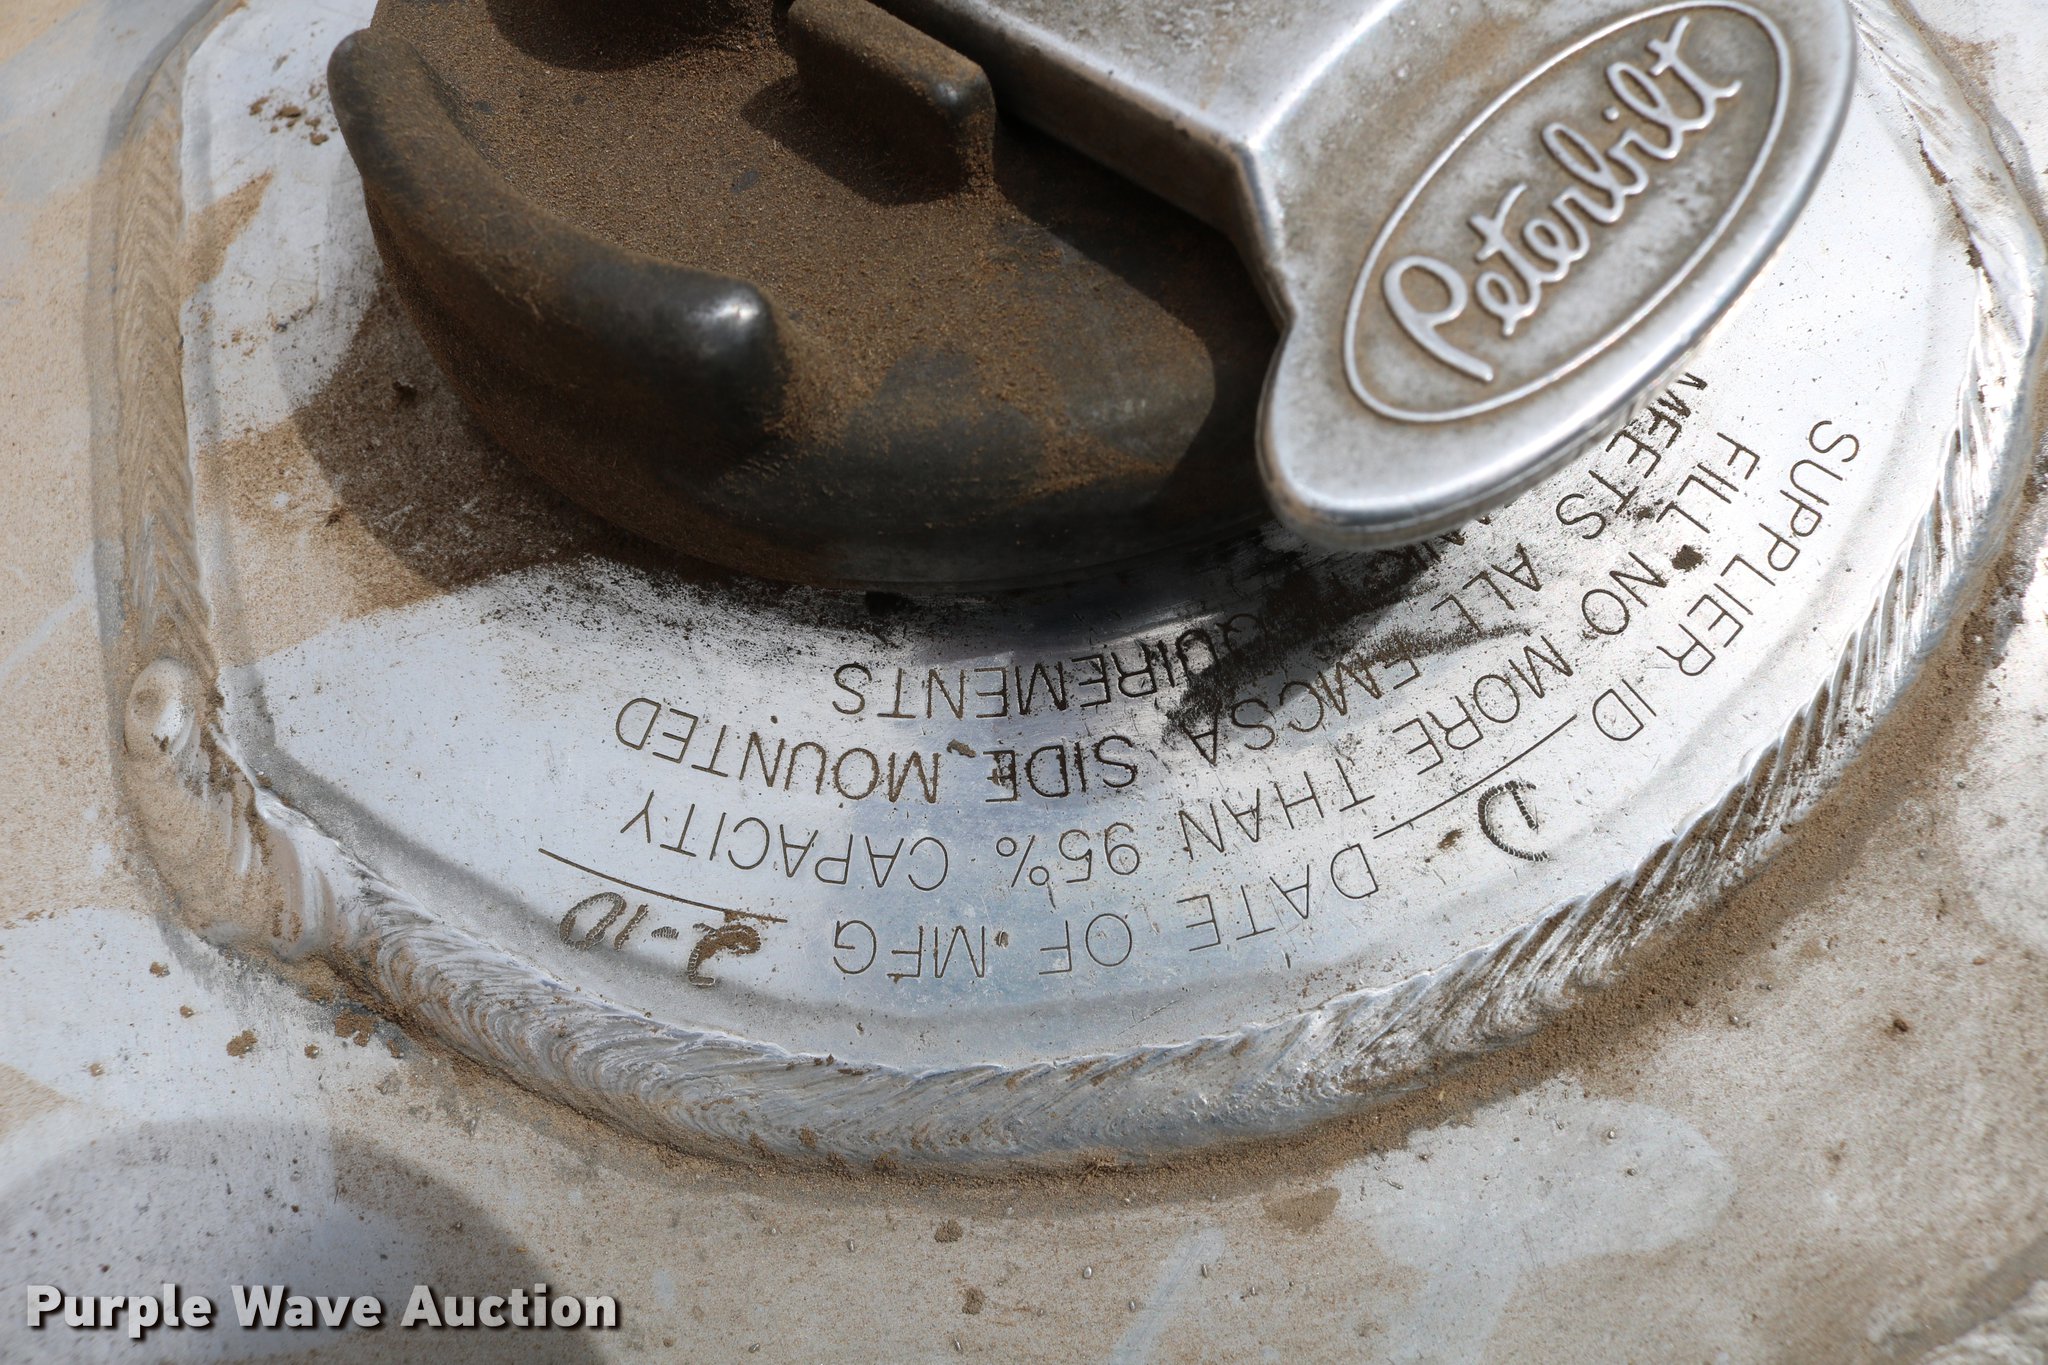 Peterbilt
SUPPLIER ID D DATE OF MFG 2-10
FILL NO MORE THAN 95% CAPACITY
MEETS ALL FMCSA SIDE MOUNTED
REQUIREMENTS
Purple Wave Auction